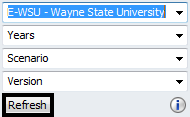 E-WSU - Wayne State University
Years
Scenario
Version
Refresh